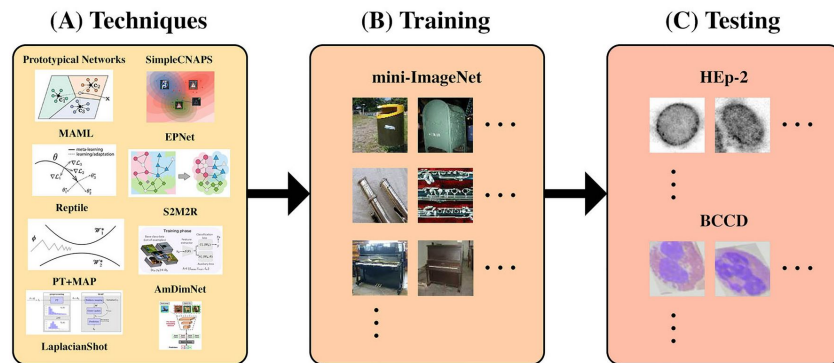 (A) Techniques
(B) Training
(C) Testing
Prototypical Networks
SimpleCNAPS
MAML
EPNet
meta-learning
learning/adaptation
θ
Reptile
S2M2R
Training phase
ϕ
PT+MAP
AmDimNet
LaplacianShot
mini-ImageNet
HEp-2
BCCD